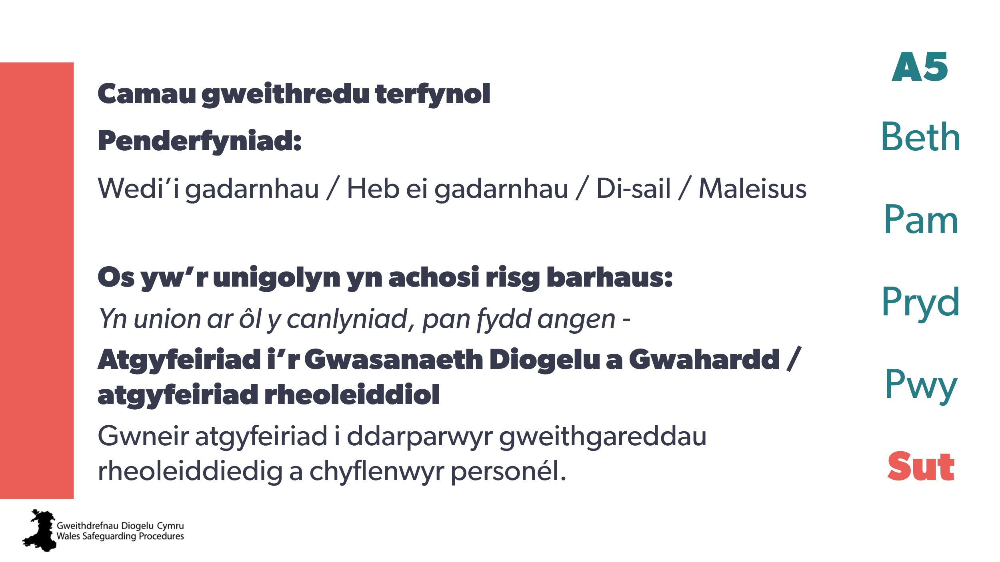 Camau gweithredu terfynol
Penderfyniad:
Wedi’i gadarnhau / Heb ei gadarnhau / Di-sail / Maleisus
Os yw’r unigolyn yn achosi risg barhaus:
Yn union ar ôl y canlyniad, pan fydd angen -
Atgyfeiriad i’r Gwasanaeth Diogelu a Gwahardd /
atgyfeiriad rheoleiddiol
Gwneir atgyfeiriad i ddarparwyr gweithgareddau
rheoleiddiedig a chyflenwyr personél.
A5
Beth
Pam
Pryd
Pwy
Sut
Gweithdrefnau Diogelu Cymru
Wales Safeguarding Procedures